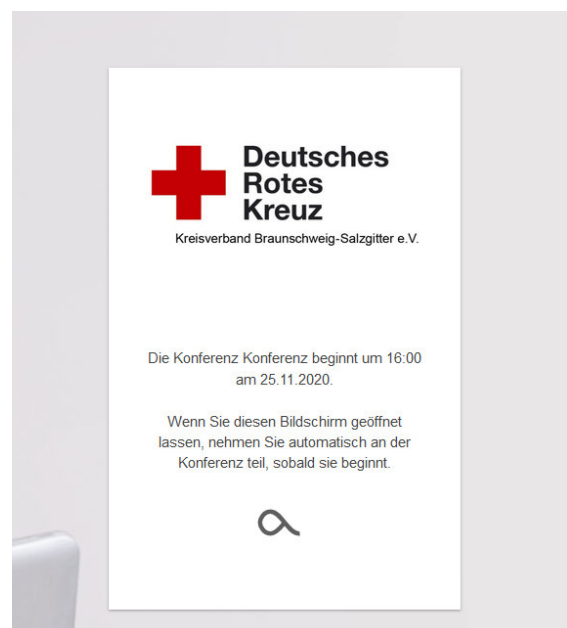 Deutsches
Rotes
Kreuz
Kreisverband Braunschweig-Salzgitter e.V.
Die Konferenz Konferenz beginnt um 16:00
am 25.11.2020.
Wenn Sie diesen Bildschirm geöffnet
lassen, nehmen Sie automatisch an der
Konferenz teil, sobald sie beginnt.